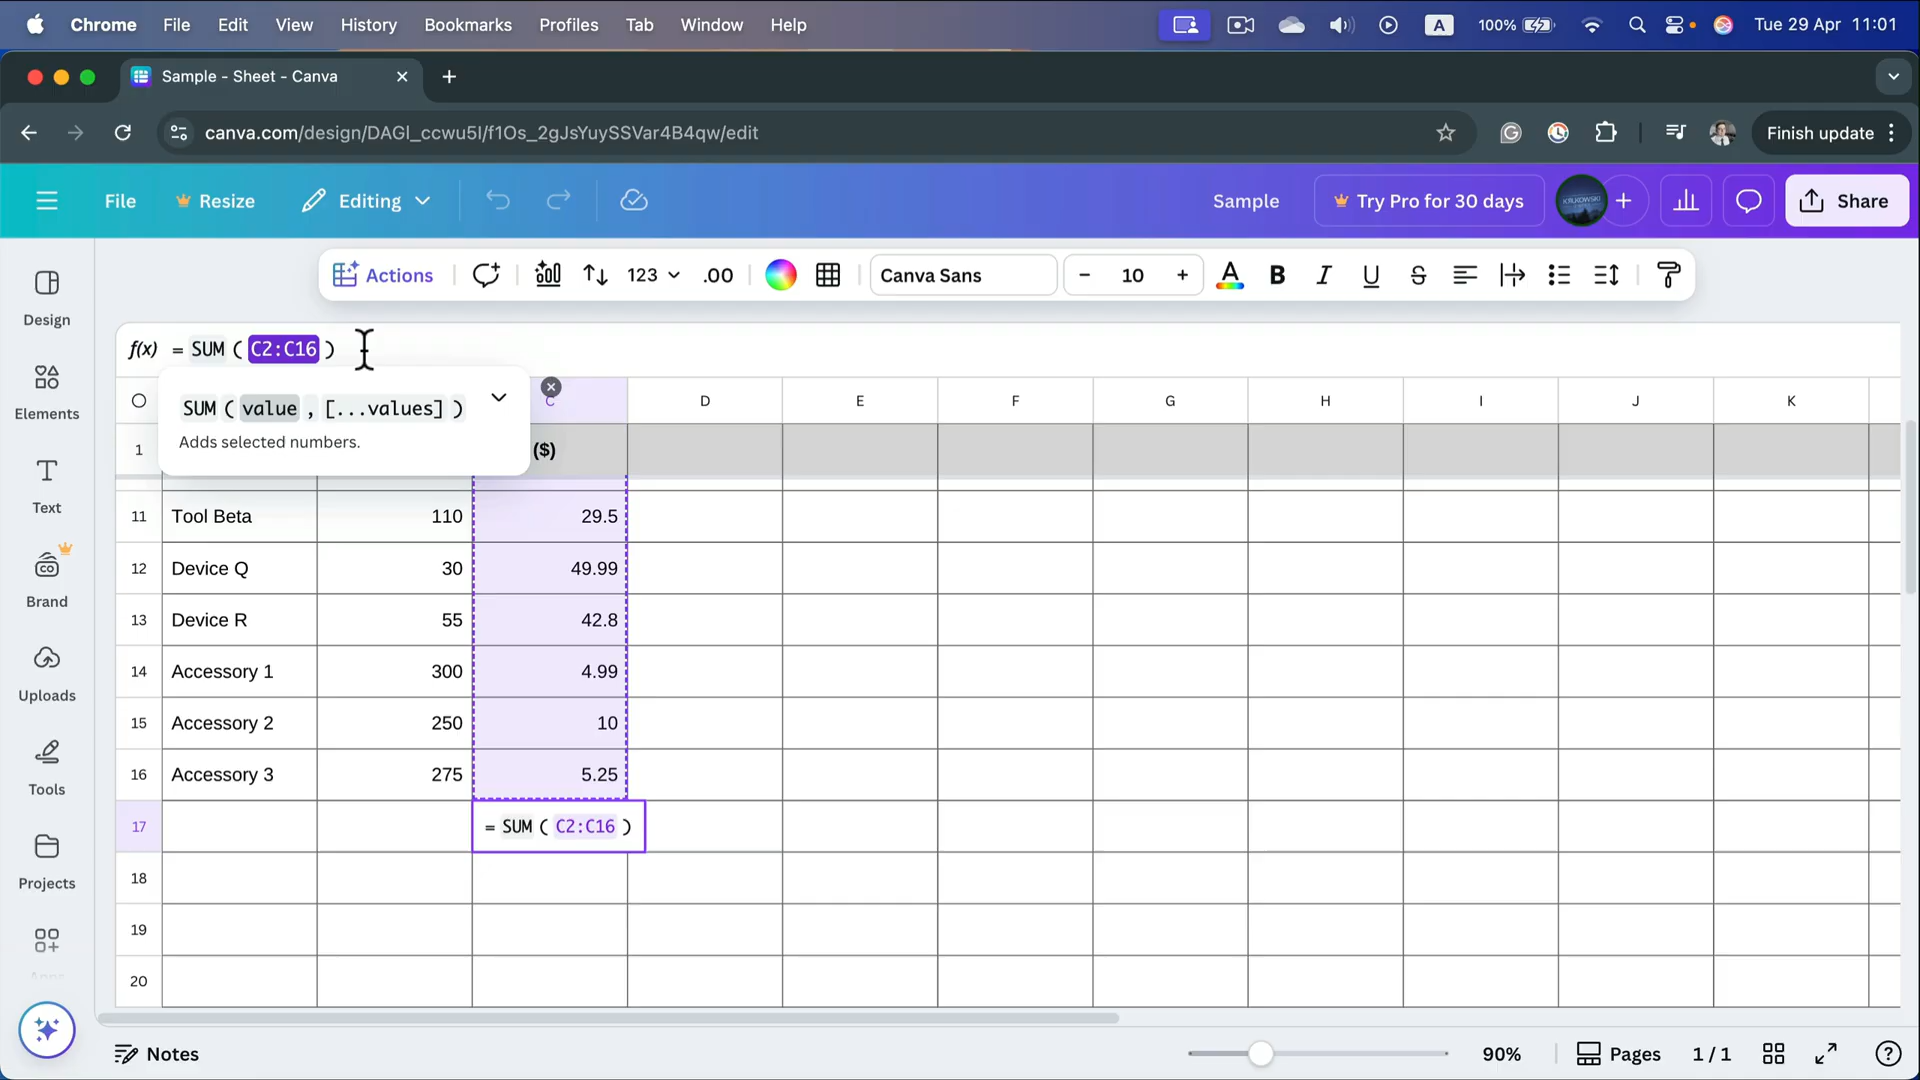 Chrome File Edit View History Bookmarks Profiles Tab Window Help A 100% Tue 29 Apr 11:01
Sample - Sheet - Canva
canva.com/design/DAGl_ccwu5I/f1Os_2gJsYuySSVar4B4qw/edit Finish update
File Resize Editing Sample Try Pro for 30 days Share
Actions 123 .00 Canva Sans − 10 + A B I U S
f(x) = SUM ( C2:C16 )
SUM ( value , [...values] )
Adds selected numbers.
C D E F G H I J K
1 ($)
11 Tool Beta 110 29.5
12 Device Q 30 49.99
13 Device R 55 42.8
14 Accessory 1 300 4.99
15 Accessory 2 250 10
16 Accessory 3 275 5.25
17 = SUM ( C2:C16 )
18
19
20
Design
Elements
Text
Brand
Uploads
Tools
Projects
Apps
Notes 90% Pages 1 / 1